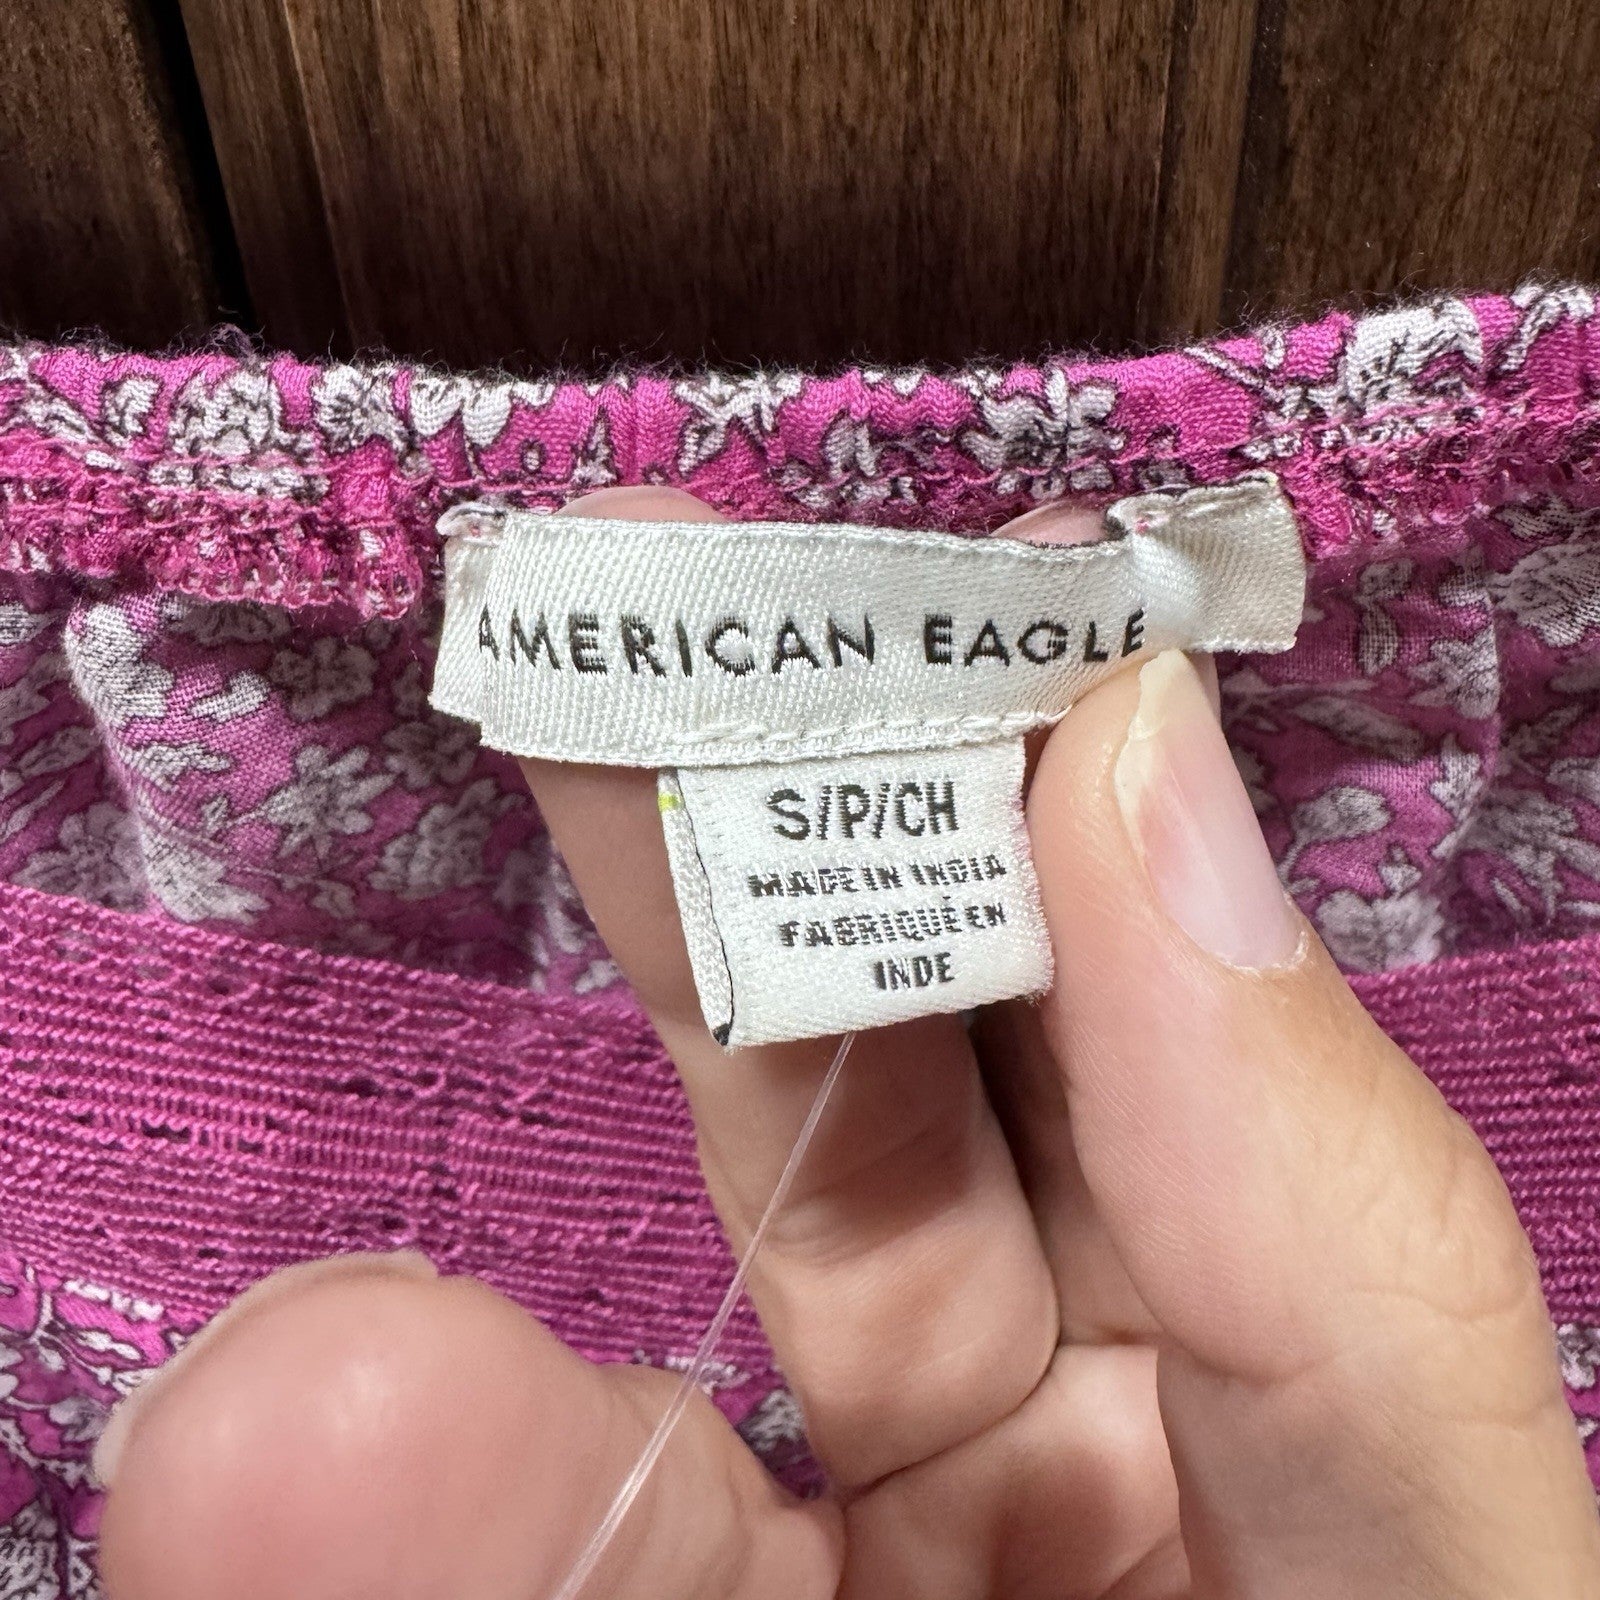 AMERICAN EAGLE
S/P/CH
MADE IN INDIA
FABRIQUÉ EN
INDE